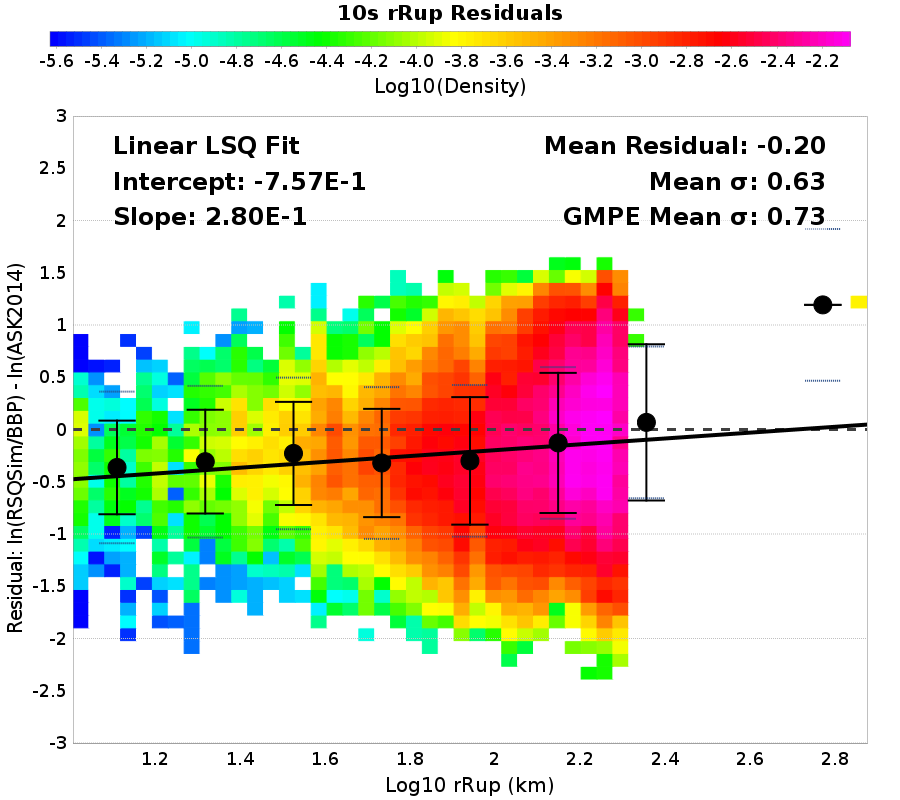 10s rRup Residuals
-5.6 -5.4 -5.2 -5.0 -4.8 -4.6 -4.4 -4.2 -4.0 -3.8 -3.6 -3.4 -3.2 -3.0 -2.8 -2.6 -2.4 -2.2
Log10(Density)
Linear LSQ Fit
Intercept: -7.57E-1
Slope: 2.80E-1
Mean Residual: -0.20
Mean σ: 0.63
GMPE Mean σ: 0.73
Residual: ln(RSQSim/BBP) - ln(ASK2014)
3
2.5
2
1.5
1
0.5
0
-0.5
-1
-1.5
-2
-2.5
-3
1.2 1.4 1.6 1.8 2 2.2 2.4 2.6 2.8
Log10 rRup (km)